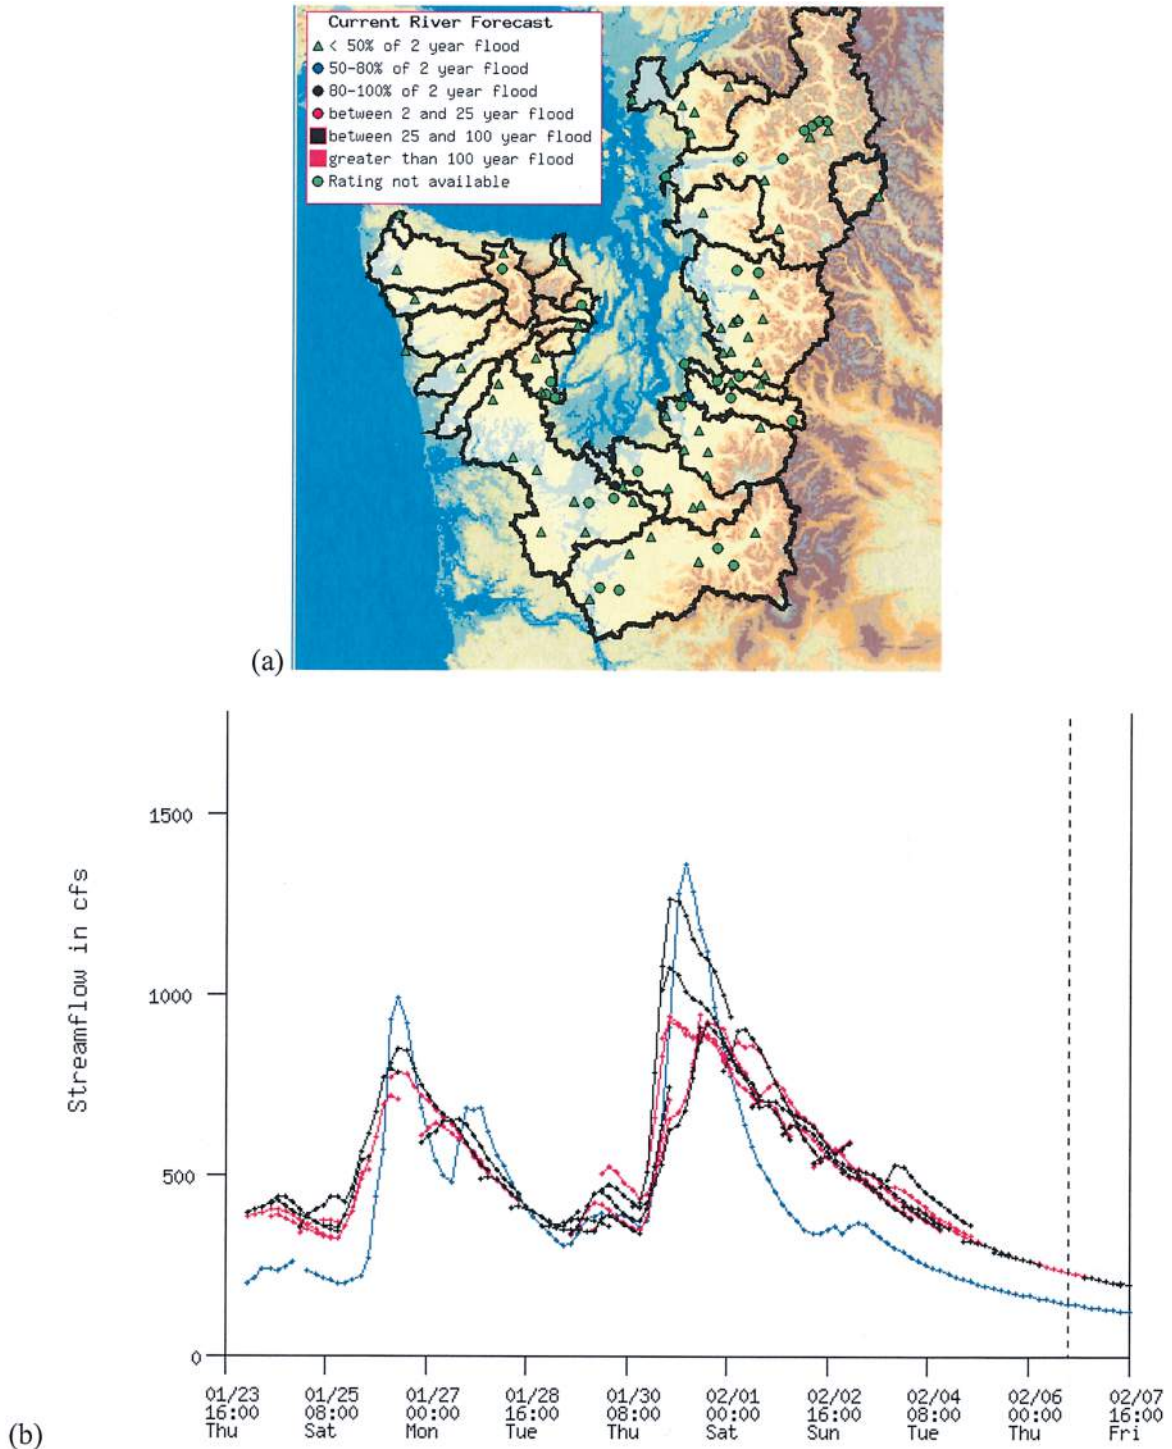 Current River Forecast
< 50% of 2 year flood
50-80% of 2 year flood
80-100% of 2 year flood
between 2 and 25 year flood
between 25 and 100 year flood
greater than 100 year flood
Rating not available
(a)
1500
1000
500
0
Streamflow in cfs
01/23 01/25 01/27 01/28 01/30 02/01 02/02 02/04 02/06 02/07
16:00 08:00 00:00 16:00 08:00 00:00 16:00 08:00 00:00 16:00
Thu Sat Mon Tue Thu Sat Sun Tue Thu Fri
(b)